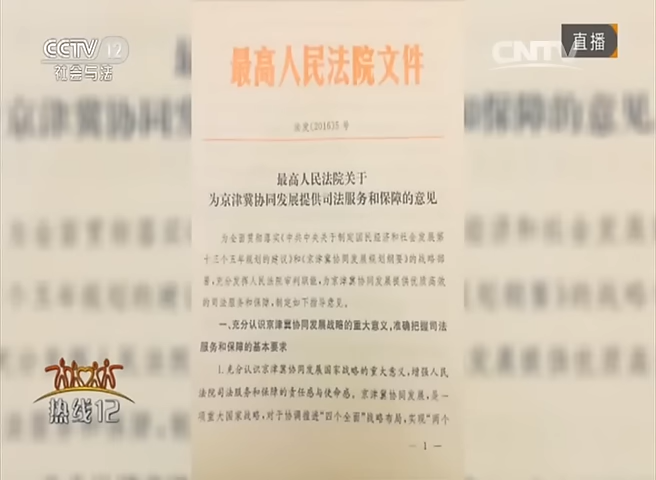 CCTV 12
社会与法
CNTV
直播
最高人民法院文件
法发〔2016〕5 号
最高人民法院关于
为京津冀协同发展提供司法服务和保障的意见
为全面贯彻落实《中共中央关于制定国民经济和社会发展第
十三个五年规划的建议》和《京津冀协同发展规划纲要》的战略部
署，充分发挥人民法院审判职能，为京津冀协同发展提供优质高效
的司法服务和保障，制定如下指导意见。
一、充分认识京津冀协同发展战略的重大意义，准确把握司法
服务和保障的基本要求
1.充分认识京津冀协同发展国家战略的重大意义，增强人民
法院司法服务和保障的责任感与使命感。京津冀协同发展，是一
项重大国家战略，对于协调推进“四个全面”战略布局，实现“两个
— 1 —
热线12